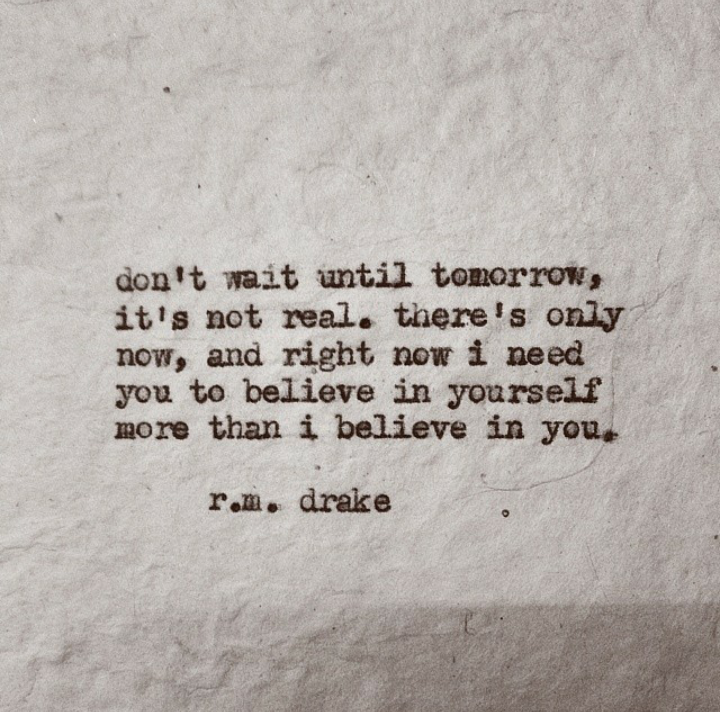 don't wait until tomorrow,
it's not real. there's only
now, and right now i need
you to believe in yourself
more than i believe in you.
r.m. drake